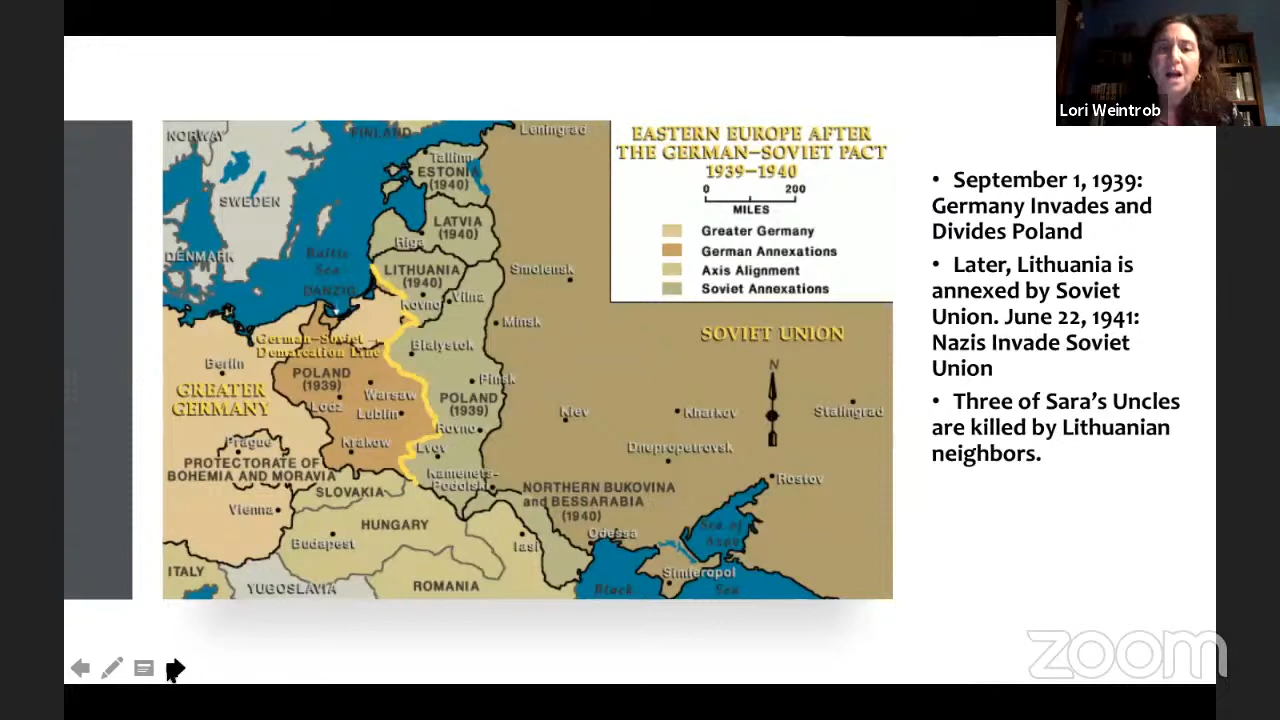 Lori Weintrob
EASTERN EUROPE AFTER
THE GERMAN–SOVIET PACT
1939–1940
0 200
MILES
Greater Germany
German Annexations
Axis Alignment
Soviet Annexations
NORWAY
FINLAND
Leningrad
SWEDEN
Tallinn
ESTONIA
(1940)
LATVIA
(1940)
Riga
DENMARK
Baltic
Sea
DANZIG
LITHUANIA
(1940)
Kovno
Vilna
Smolensk
Minsk
SOVIET UNION
N
German–Soviet
Demarcation Line
Bialystok
Berlin
GREATER
GERMANY
POLAND
(1939)
Lodz
Warsaw
Lublin
Pinsk
POLAND
(1939)
Rovno
Kiev
Kharkov
Stalingrad
Prague
Krakow
Lvov
Dnepropetrovsk
PROTECTORATE OF
BOHEMIA AND MORAVIA
Kamenets-
Podolsk
Rostov
SLOVAKIA
NORTHERN BUKOVINA
and BESSARABIA
(1940)
Vienna
HUNGARY
Budapest
Iasi
Odessa
Sea of
Azov
ITALY
YUGOSLAVIA
ROMANIA
Simferopol
Black
Sea
• September 1, 1939:
Germany Invades and
Divides Poland
• Later, Lithuania is
annexed by Soviet
Union. June 22, 1941:
Nazis Invade Soviet
Union
• Three of Sara’s Uncles
are killed by Lithuanian
neighbors.
zoom